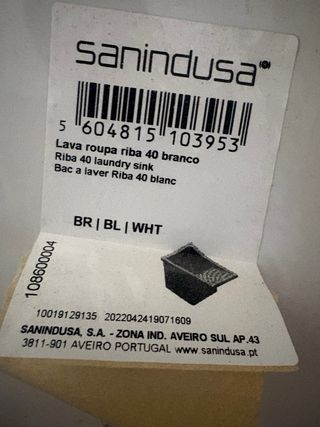 sanindusa
5 604815 103953
Lava roupa riba 40 branco
Riba 40 laundry sink
Bac a laver Riba 40 blanc
BR | BL | WHT
108600004
10019129135 2022042419071609
SANINDUSA, S.A. - ZONA IND. AVEIRO SUL AP.43
3811-901 AVEIRO PORTUGAL www.sanindusa.pt